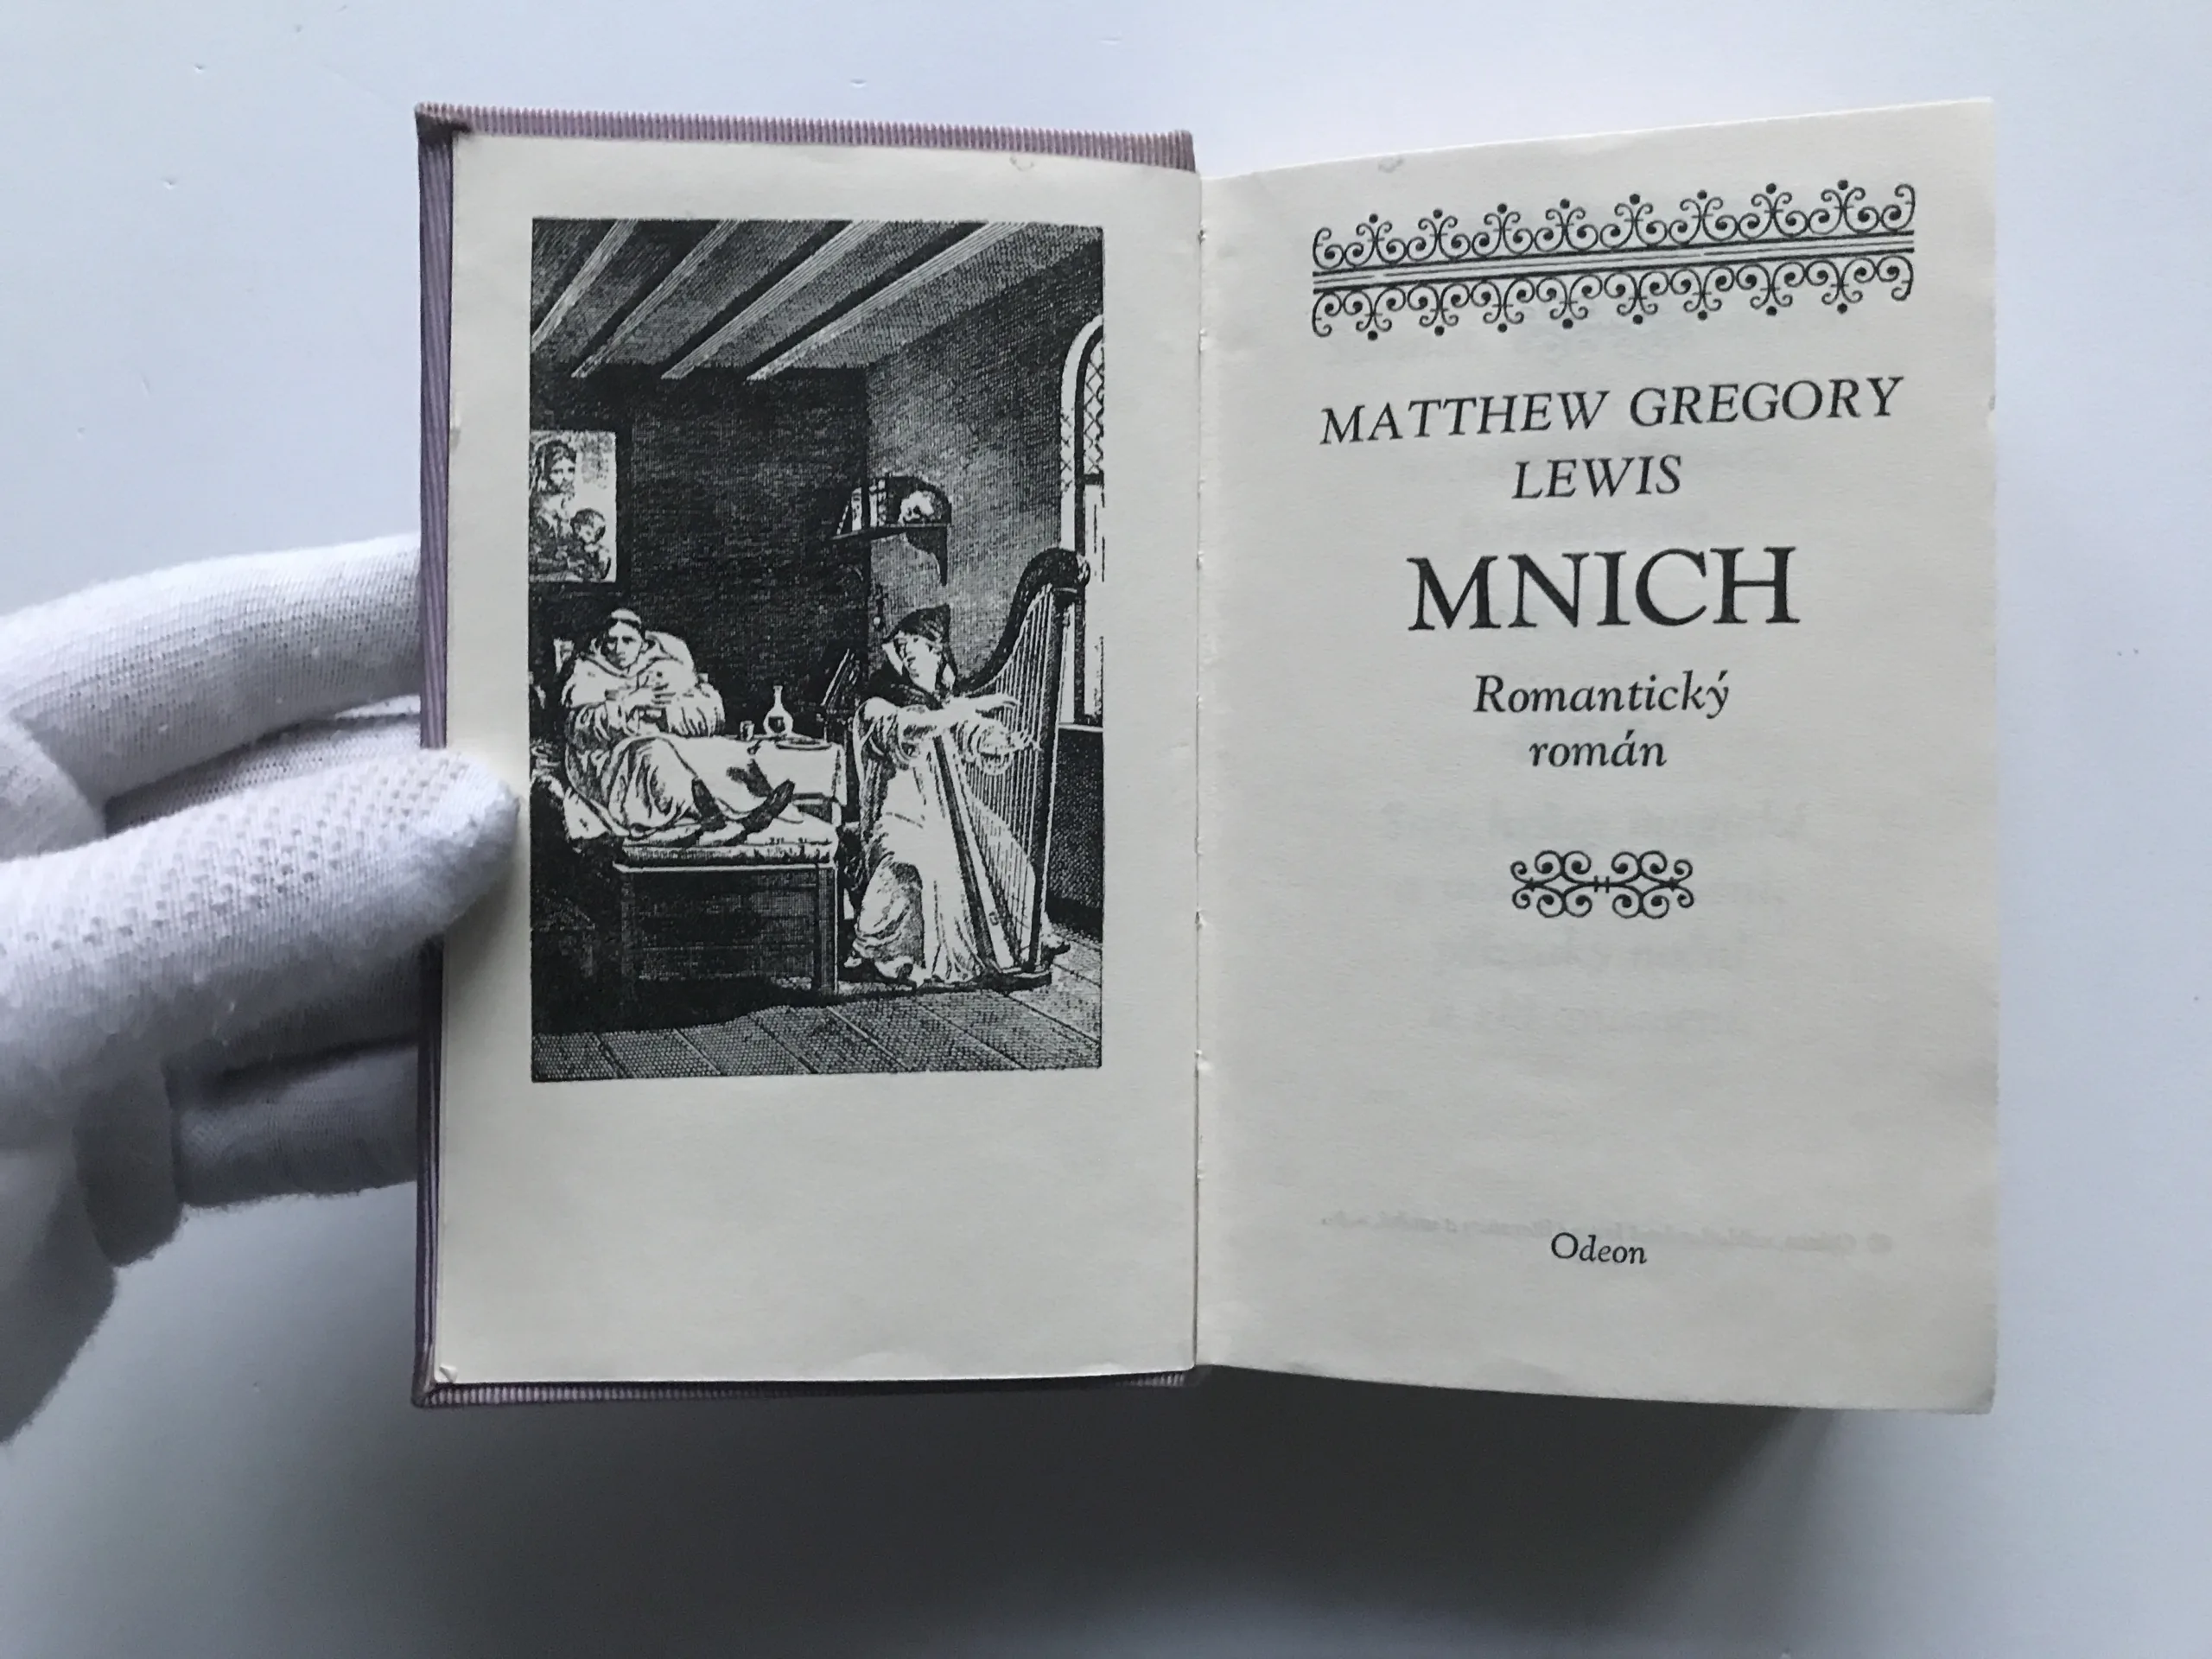 MATTHEW GREGORY
LEWIS
MNICH
Romantický
román
Odeon